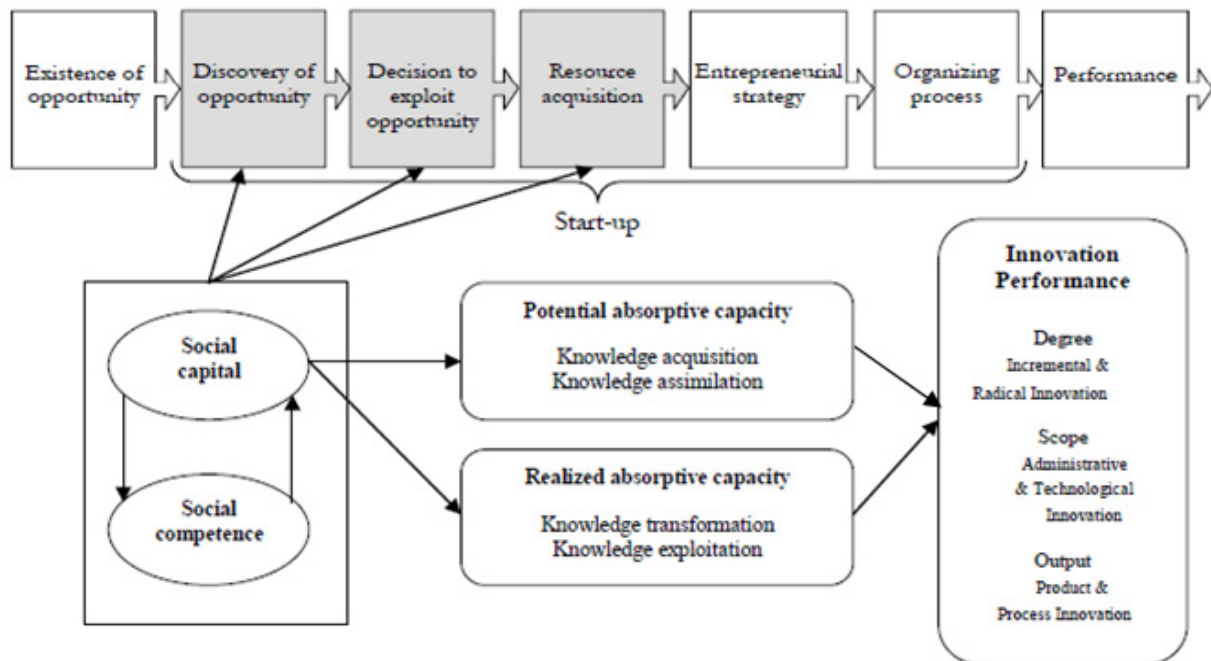 Existence of
opportunity
Discovery of
opportunity
Decision to
exploit
opportunity
Resource
acquisition
Entrepreneurial
strategy
Organizing
process
Performance
Start-up
Social
capital
Social
competence
Potential absorptive capacity
Knowledge acquisition
Knowledge assimilation
Realized absorptive capacity
Knowledge transformation
Knowledge exploitation
Innovation
Performance
Degree
Incremental &
Radical Innovation
Scope
Administrative
& Technological
Innovation
Output
Product &
Process Innovation